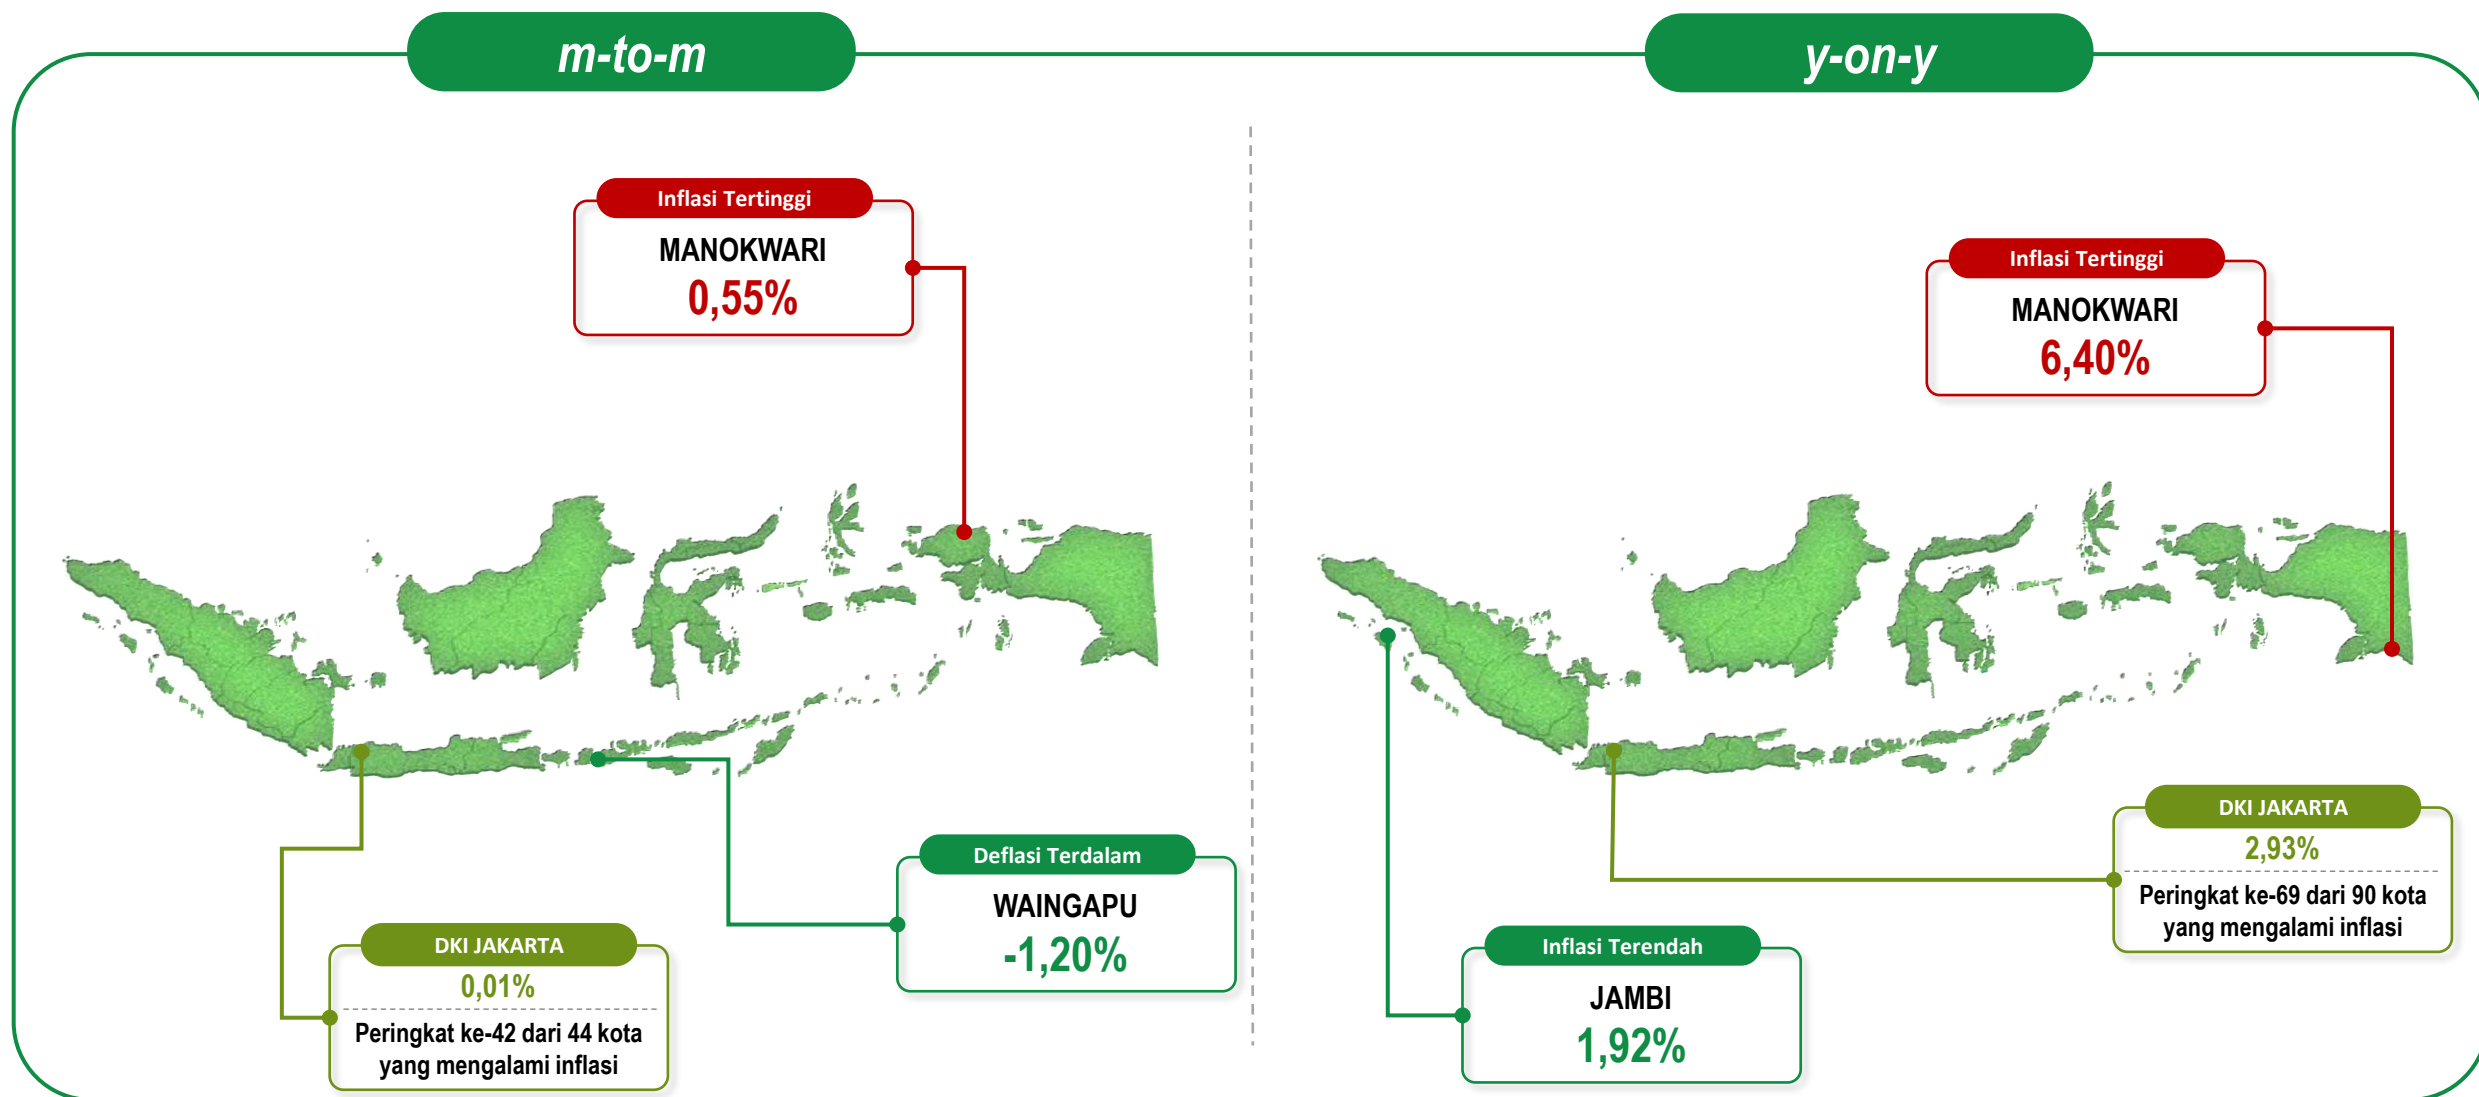 m-to-m
Inflasi Tertinggi
MANOKWARI
0,55%
Deflasi Terdalam
WAINGAPU
-1,20%
DKI JAKARTA
0,01%
Peringkat ke-42 dari 44 kota
yang mengalami inflasi
y-on-y
Inflasi Tertinggi
MANOKWARI
6,40%
DKI JAKARTA
2,93%
Peringkat ke-69 dari 90 kota
yang mengalami inflasi
Inflasi Terendah
JAMBI
1,92%